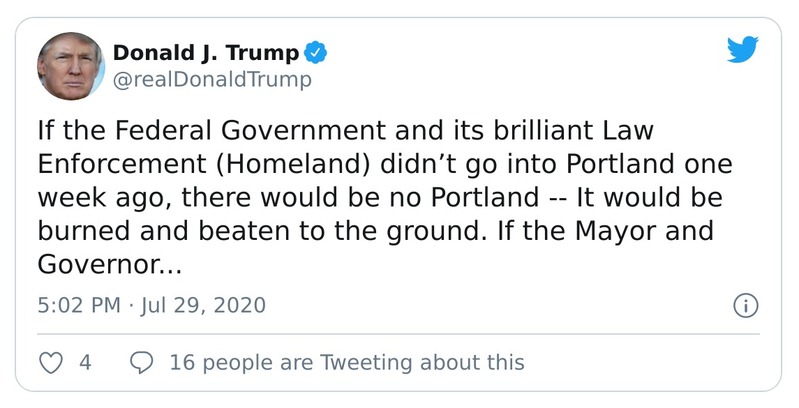 Donald J. Trump
@realDonaldTrump
If the Federal Government and its brilliant Law
Enforcement (Homeland) didn’t go into Portland one
week ago, there would be no Portland -- It would be
burned and beaten to the ground. If the Mayor and
Governor...
5:02 PM · Jul 29, 2020
4 16 people are Tweeting about this